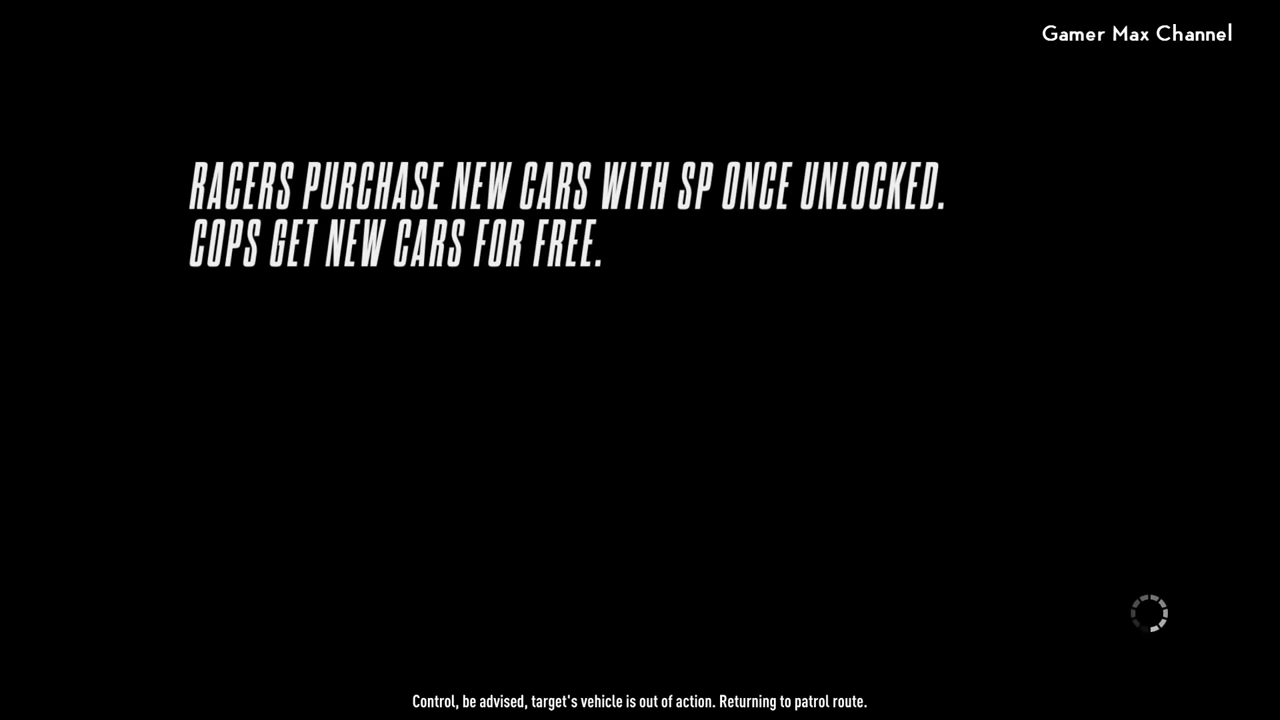 Gamer Max Channel
RACERS PURCHASE NEW CARS WITH SP ONCE UNLOCKED.
COPS GET NEW CARS FOR FREE.
Control, be advised, target's vehicle is out of action. Returning to patrol route.